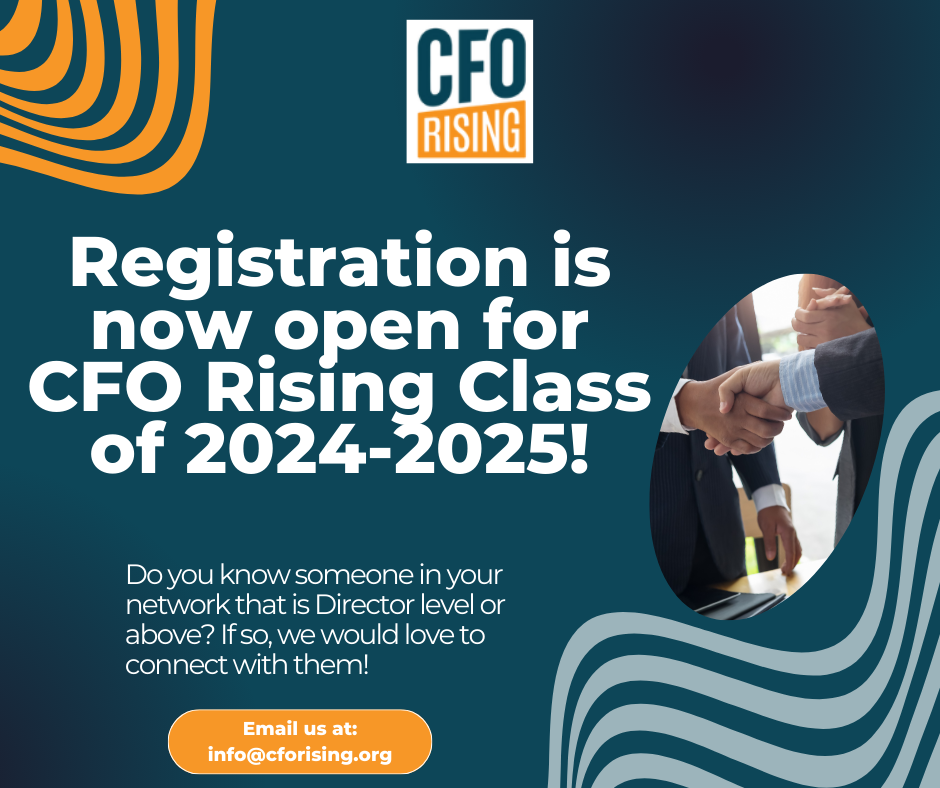 CFO
RISING
Registration is
now open for
CFO Rising Class
of 2024-2025!
Do you know someone in your
network that is Director level or
above? If so, we would love to
connect with them!
Email us at:
info@cforising.org